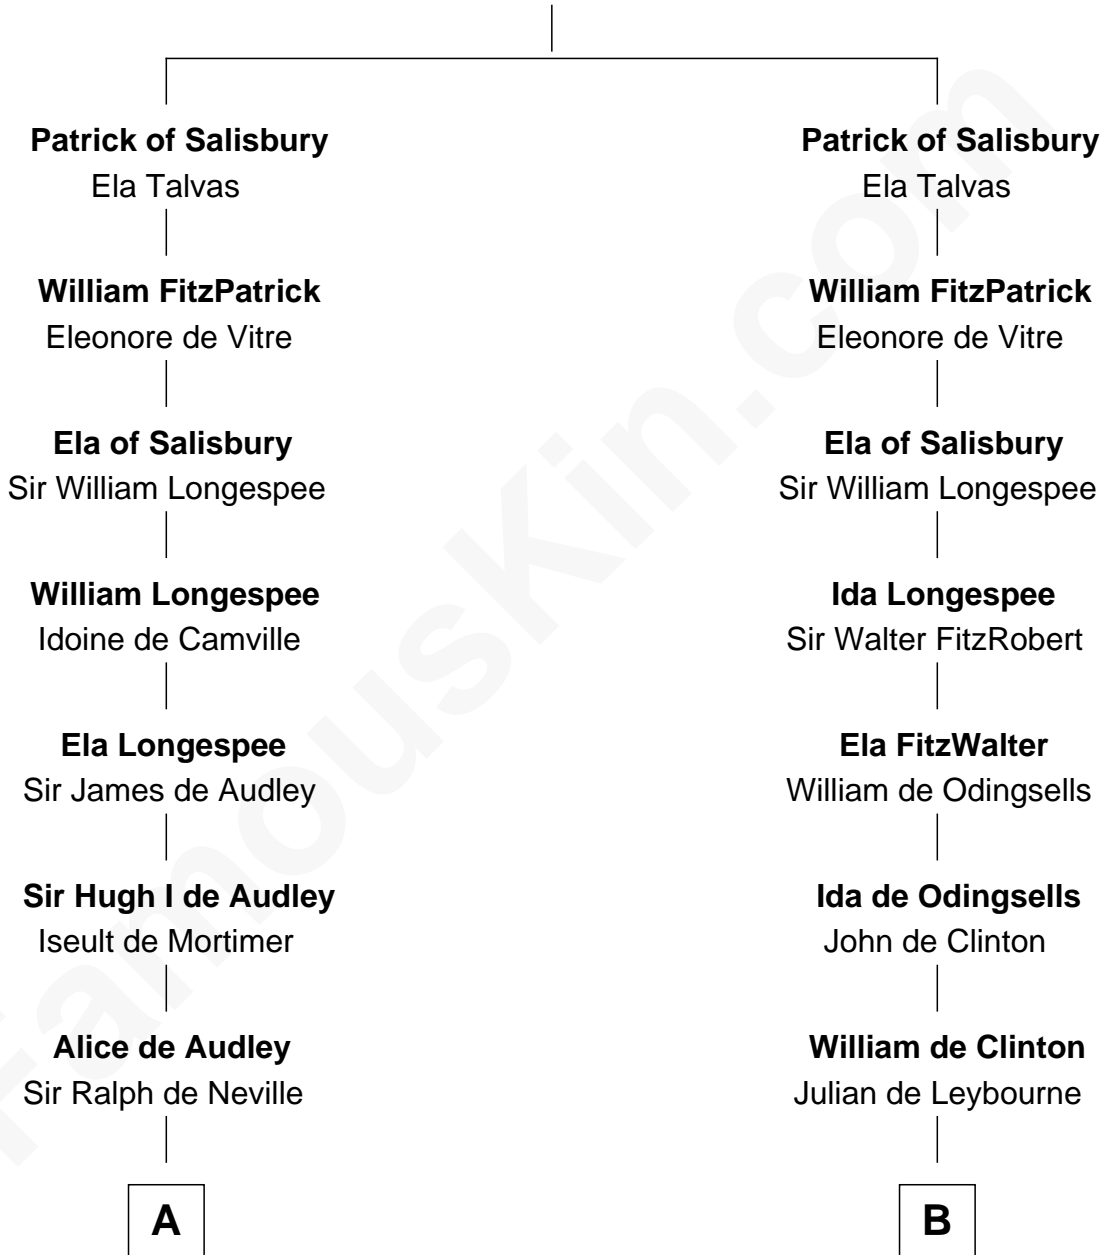 Patrick of Salisbury
Ela Talvas
William FitzPatrick
Eleonore de Vitre
Ela of Salisbury
Sir William Longespee
William Longespee
Idoine de Camville
Ela Longespee
Sir James de Audley
Sir Hugh I de Audley
Iseult de Mortimer
Alice de Audley
Sir Ralph de Neville
A
Patrick of Salisbury
Ela Talvas
William FitzPatrick
Eleonore de Vitre
Ela of Salisbury
Sir William Longespee
Ida Longespee
Sir Walter FitzRobert
Ela FitzWalter
William de Odingsells
Ida de Odingsells
John de Clinton
William de Clinton
Julian de Leybourne
B
FamousKin.com